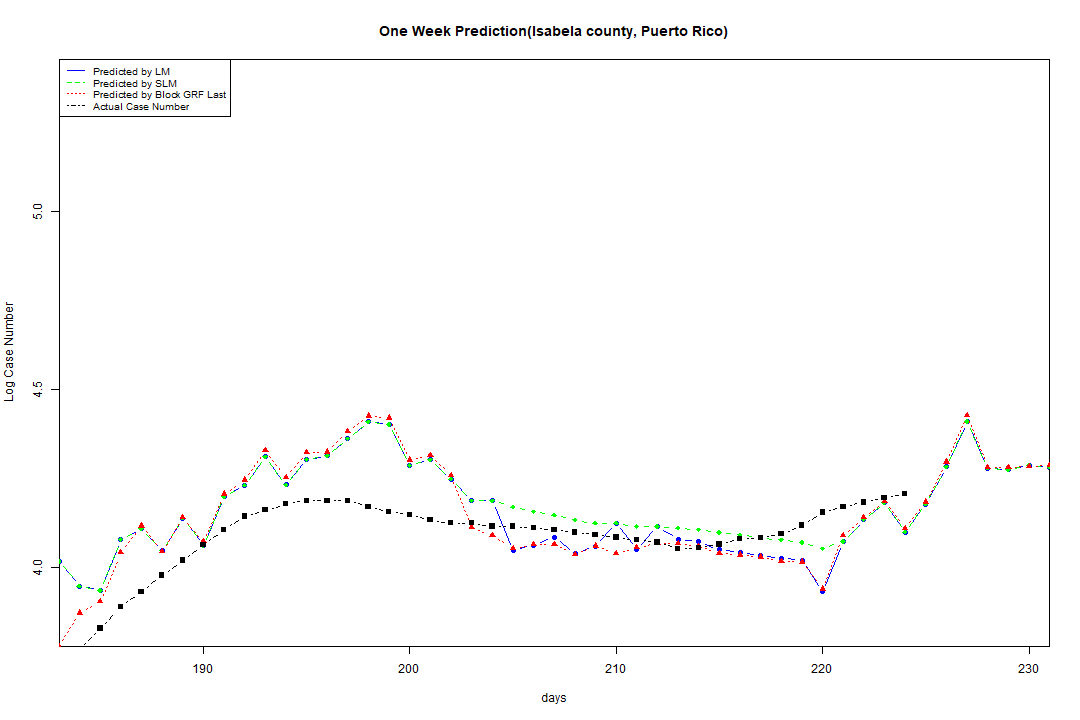 One Week Prediction(Isabela county, Puerto Rico)
Predicted by LM
Predicted by SLM
Predicted by Block GRF Last
Actual Case Number
5.0
4.5
4.0
Log Case Number
190 200 210 220 230
days